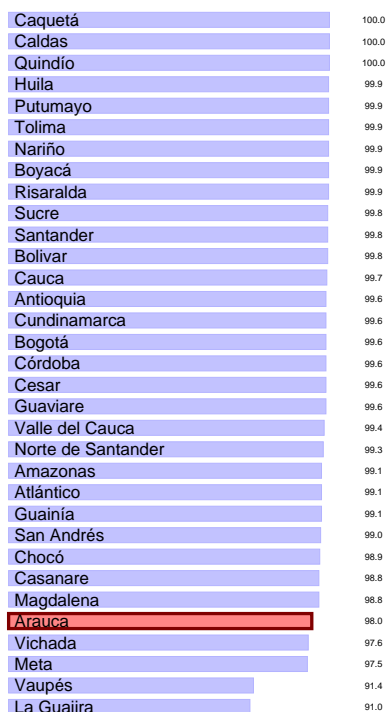 Caquetá 100.0
Caldas 100.0
Quindío 100.0
Huila 99.9
Putumayo 99.9
Tolima 99.9
Nariño 99.9
Boyacá 99.9
Risaralda 99.9
Sucre 99.8
Santander 99.8
Bolivar 99.8
Cauca 99.7
Antioquia 99.6
Cundinamarca 99.6
Bogotá 99.6
Córdoba 99.6
Cesar 99.6
Guaviare 99.6
Valle del Cauca 99.4
Norte de Santander 99.3
Amazonas 99.1
Atlántico 99.1
Guainía 99.1
San Andrés 99.0
Chocó 98.9
Casanare 98.8
Magdalena 98.8
Arauca 98.0
Vichada 97.6
Meta 97.5
Vaupés 91.4
La Guajira 91.0